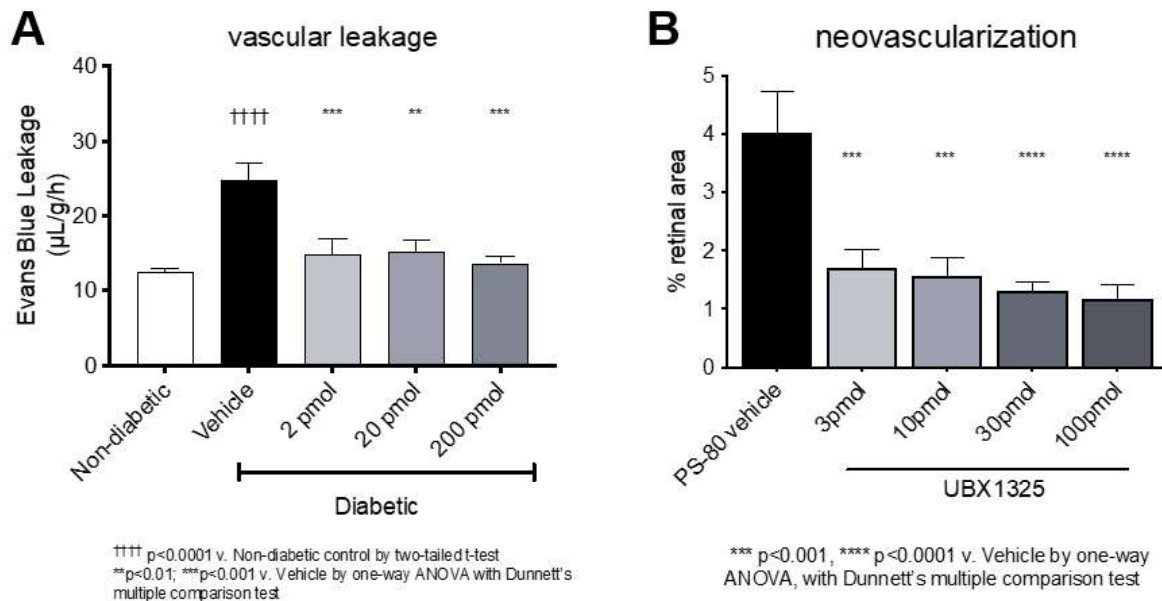 A
vascular leakage
Evans Blue Leakage
(µL/g/h)
40
30
20
10
0
††††
***
**
***
Non-diabetic
Vehicle
2 pmol
20 pmol
200 pmol
Diabetic
†††† p<0.0001 v. Non-diabetic control by two-tailed t-test
**p<0.01; ***p<0.001 v. Vehicle by one-way ANOVA with Dunnett's
multiple comparison test
B
neovascularization
% retinal area
5
4
3
2
1
0
***
***
****
****
PS-80 vehicle
3pmol
10pmol
30pmol
100pmol
UBX1325
*** p<0.001, **** p<0.0001 v. Vehicle by one-way
ANOVA, with Dunnett's multiple comparison test